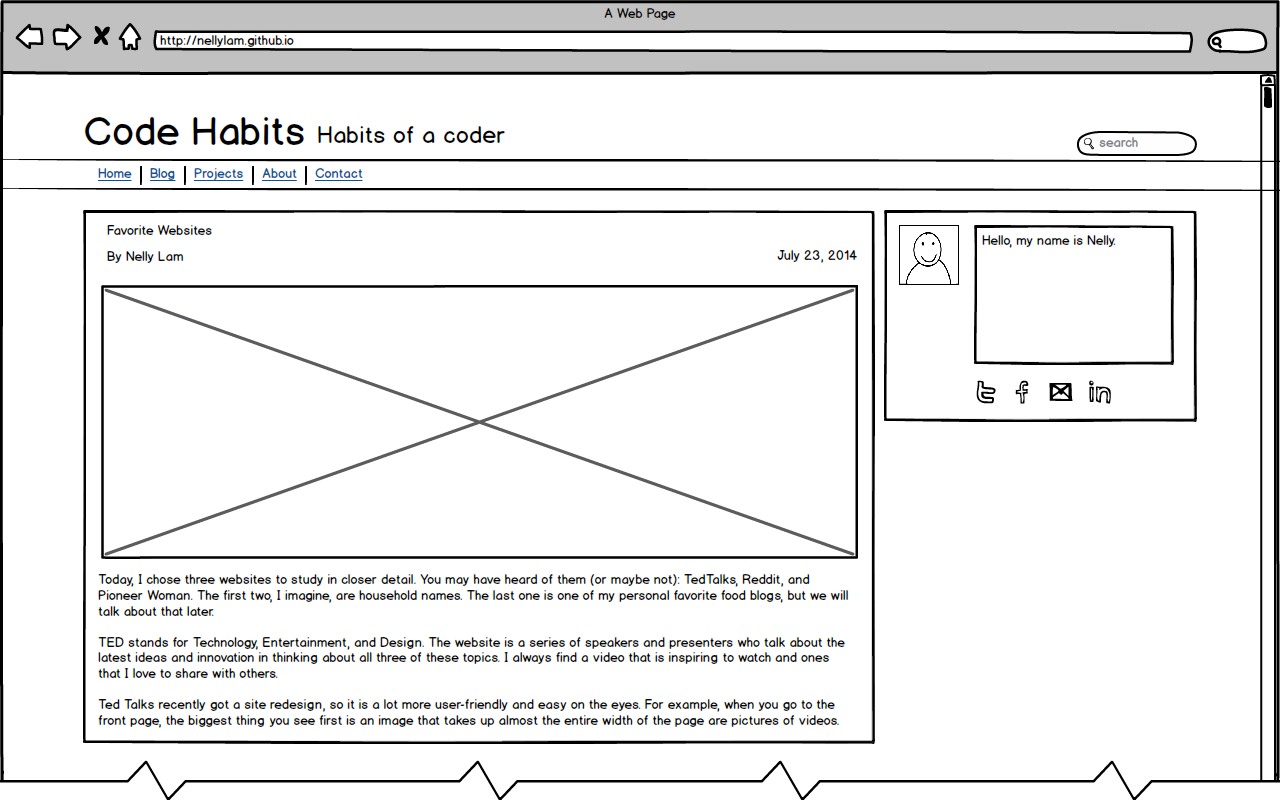 A Web Page
http://nellylam.github.io
Code Habits Habits of a coder
search
Home Blog Projects About Contact
Favorite Websites
By Nelly Lam
July 23, 2014
Today, I chose three websites to study in closer detail. You may have heard of them (or maybe not): TedTalks, Reddit, and
Pioneer Woman. The first two, I imagine, are household names. The last one is one of my personal favorite food blogs, but we will
talk about that later.
TED stands for Technology, Entertainment, and Design. The website is a series of speakers and presenters who talk about the
latest ideas and innovation in thinking about all three of these topics. I always find a video that is inspiring to watch and ones
that I love to share with others.
Ted Talks recently got a site redesign, so it is a lot more user-friendly and easy on the eyes. For example, when you go to the
front page, the biggest thing you see first is an image that takes up almost the entire width of the page are pictures of videos.
Hello, my name is Nelly.